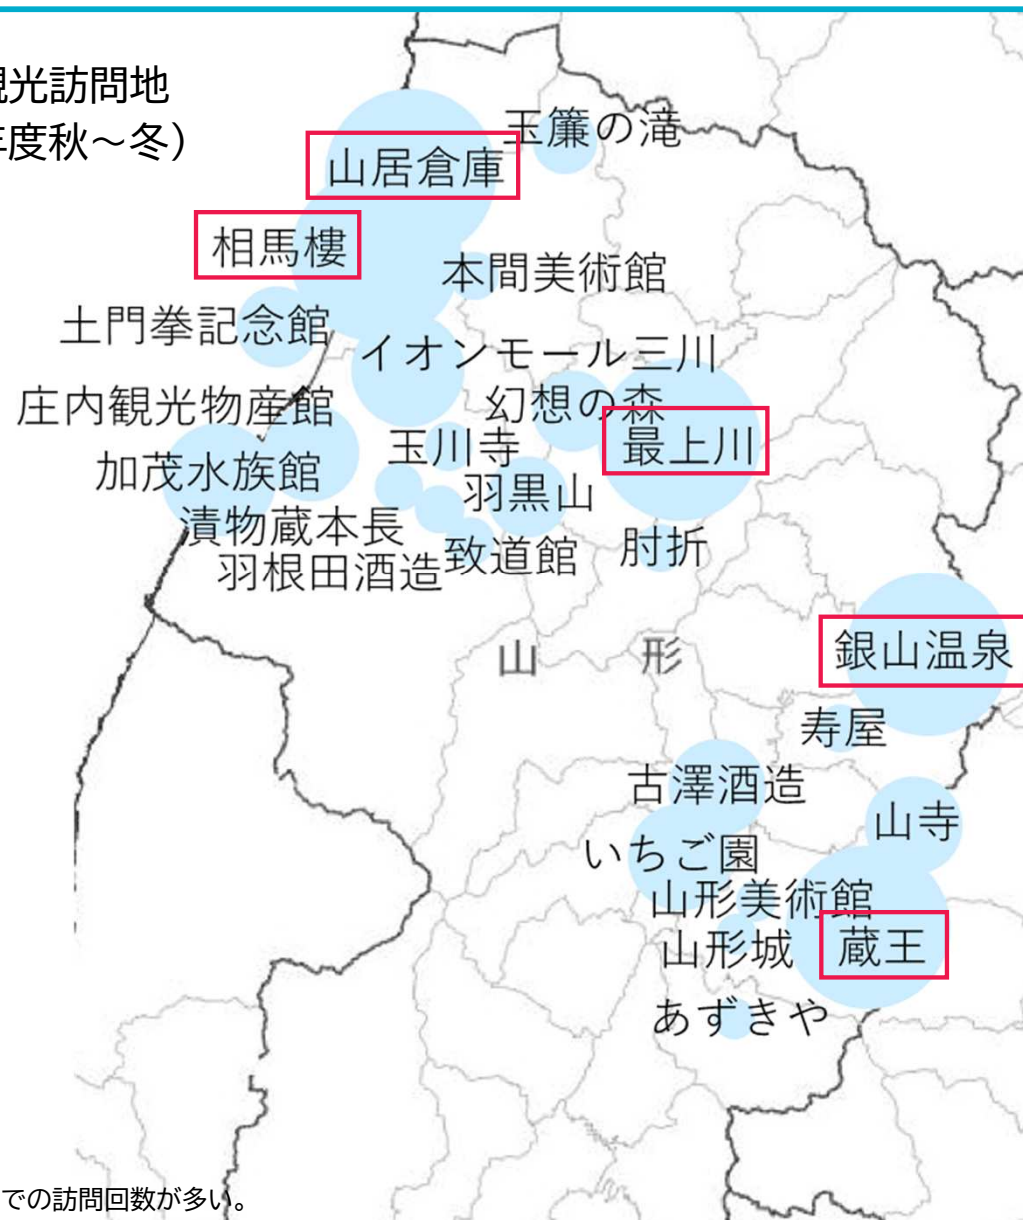 観光訪問地
年度秋～冬）
玉簾の滝
山居倉庫
相馬樓
本間美術館
土門拳記念館
イオンモール三川
庄内観光物産館
幻想の森
玉川寺
最上川
加茂水族館
羽黒山
漬物蔵本長
致道館
肘折
羽根田酒造
山形
銀山温泉
寿屋
古澤酒造
山寺
いちご園
山形美術館
山形城
蔵王
あずきや
での訪問回数が多い。